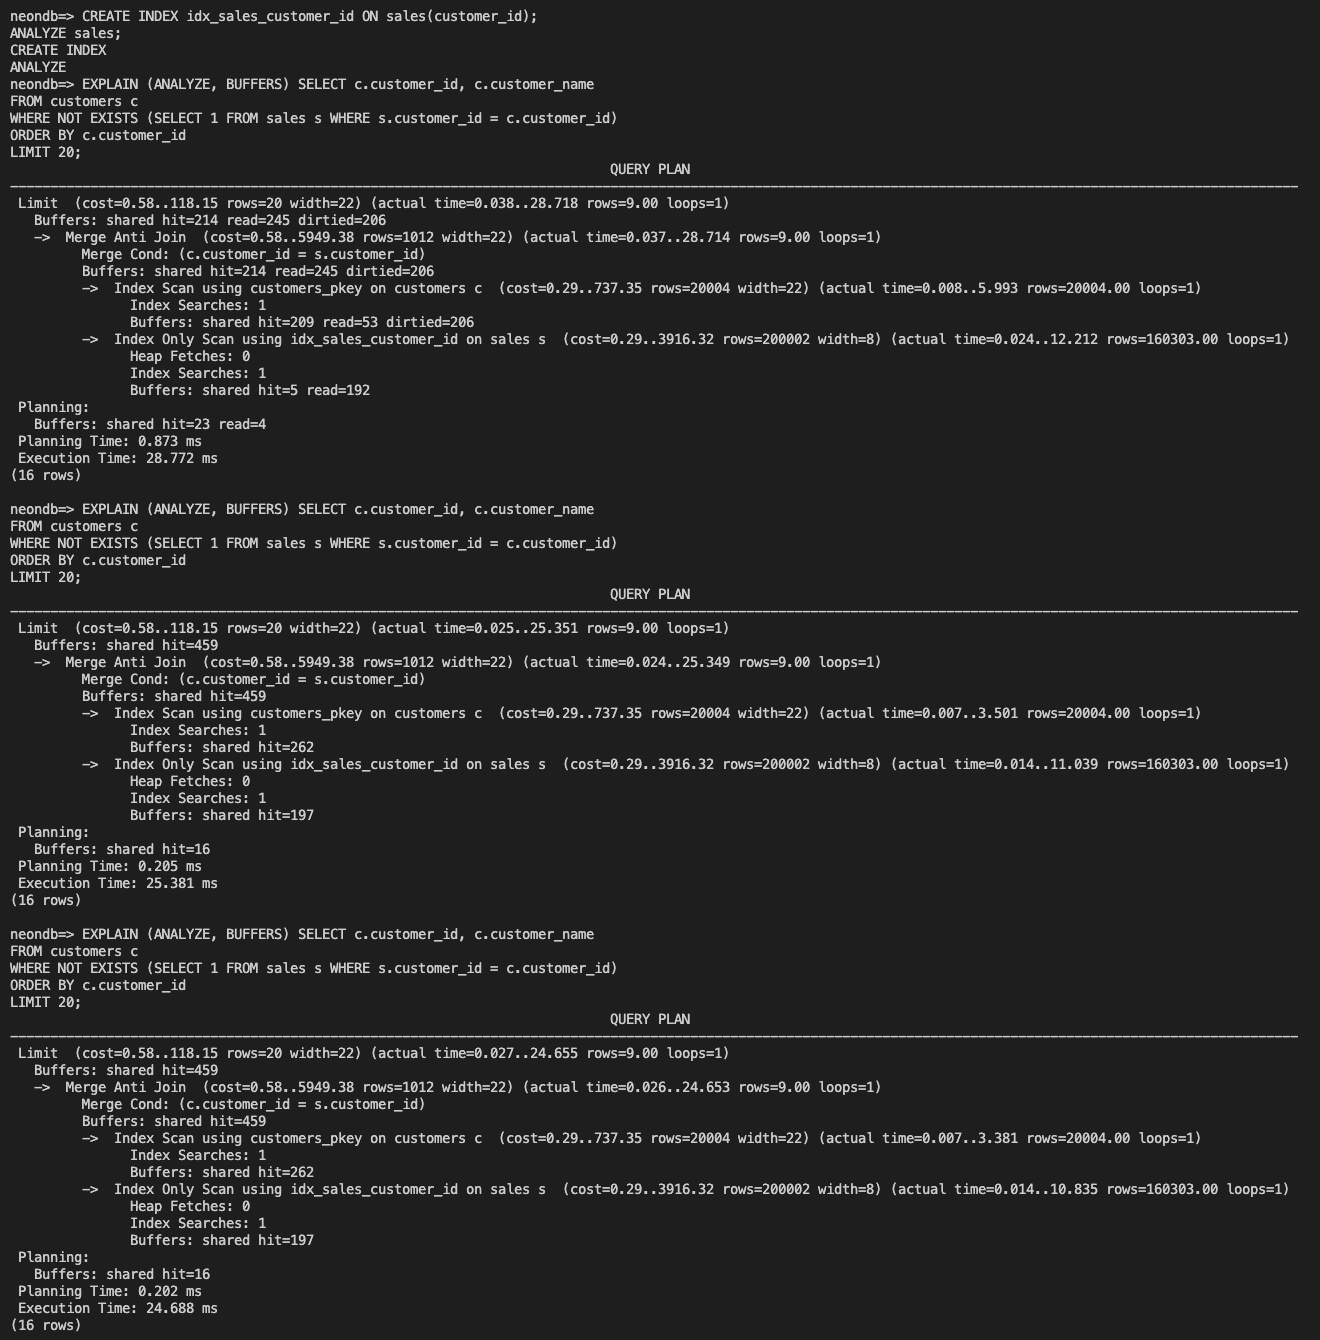 neondb=> CREATE INDEX idx_sales_customer_id ON sales(customer_id);
ANALYZE sales;
CREATE INDEX
ANALYZE
neondb=> EXPLAIN (ANALYZE, BUFFERS) SELECT c.customer_id, c.customer_name
FROM customers c
WHERE NOT EXISTS (SELECT 1 FROM sales s WHERE s.customer_id = c.customer_id)
ORDER BY c.customer_id
LIMIT 20;
QUERY PLAN
Limit  (cost=0.58..118.15 rows=20 width=22) (actual time=0.038..28.718 rows=9.00 loops=1)
Buffers: shared hit=214 read=245 dirtied=206
->  Merge Anti Join  (cost=0.58..5949.38 rows=1012 width=22) (actual time=0.037..28.714 rows=9.00 loops=1)
Merge Cond: (c.customer_id = s.customer_id)
Buffers: shared hit=214 read=245 dirtied=206
->  Index Scan using customers_pkey on customers c  (cost=0.29..737.35 rows=20004 width=22) (actual time=0.008..5.993 rows=20004.00 loops=1)
Index Searches: 1
Buffers: shared hit=209 read=53 dirtied=206
->  Index Only Scan using idx_sales_customer_id on sales s  (cost=0.29..3916.32 rows=200002 width=8) (actual time=0.024..12.212 rows=160303.00 loops=1)
Heap Fetches: 0
Index Searches: 1
Buffers: shared hit=5 read=192
Planning:
Buffers: shared hit=23 read=4
Planning Time: 0.873 ms
Execution Time: 28.772 ms
(16 rows)
neondb=> EXPLAIN (ANALYZE, BUFFERS) SELECT c.customer_id, c.customer_name
FROM customers c
WHERE NOT EXISTS (SELECT 1 FROM sales s WHERE s.customer_id = c.customer_id)
ORDER BY c.customer_id
LIMIT 20;
QUERY PLAN
Limit  (cost=0.58..118.15 rows=20 width=22) (actual time=0.025..25.351 rows=9.00 loops=1)
Buffers: shared hit=459
->  Merge Anti Join  (cost=0.58..5949.38 rows=1012 width=22) (actual time=0.024..25.349 rows=9.00 loops=1)
Merge Cond: (c.customer_id = s.customer_id)
Buffers: shared hit=459
->  Index Scan using customers_pkey on customers c  (cost=0.29..737.35 rows=20004 width=22) (actual time=0.007..3.501 rows=20004.00 loops=1)
Index Searches: 1
Buffers: shared hit=262
->  Index Only Scan using idx_sales_customer_id on sales s  (cost=0.29..3916.32 rows=200002 width=8) (actual time=0.014..11.039 rows=160303.00 loops=1)
Heap Fetches: 0
Index Searches: 1
Buffers: shared hit=197
Planning:
Buffers: shared hit=16
Planning Time: 0.205 ms
Execution Time: 25.381 ms
(16 rows)
neondb=> EXPLAIN (ANALYZE, BUFFERS) SELECT c.customer_id, c.customer_name
FROM customers c
WHERE NOT EXISTS (SELECT 1 FROM sales s WHERE s.customer_id = c.customer_id)
ORDER BY c.customer_id
LIMIT 20;
QUERY PLAN
Limit  (cost=0.58..118.15 rows=20 width=22) (actual time=0.027..24.655 rows=9.00 loops=1)
Buffers: shared hit=459
->  Merge Anti Join  (cost=0.58..5949.38 rows=1012 width=22) (actual time=0.026..24.653 rows=9.00 loops=1)
Merge Cond: (c.customer_id = s.customer_id)
Buffers: shared hit=459
->  Index Scan using customers_pkey on customers c  (cost=0.29..737.35 rows=20004 width=22) (actual time=0.007..3.381 rows=20004.00 loops=1)
Index Searches: 1
Buffers: shared hit=262
->  Index Only Scan using idx_sales_customer_id on sales s  (cost=0.29..3916.32 rows=200002 width=8) (actual time=0.014..10.835 rows=160303.00 loops=1)
Heap Fetches: 0
Index Searches: 1
Buffers: shared hit=197
Planning:
Buffers: shared hit=16
Planning Time: 0.202 ms
Execution Time: 24.688 ms
(16 rows)